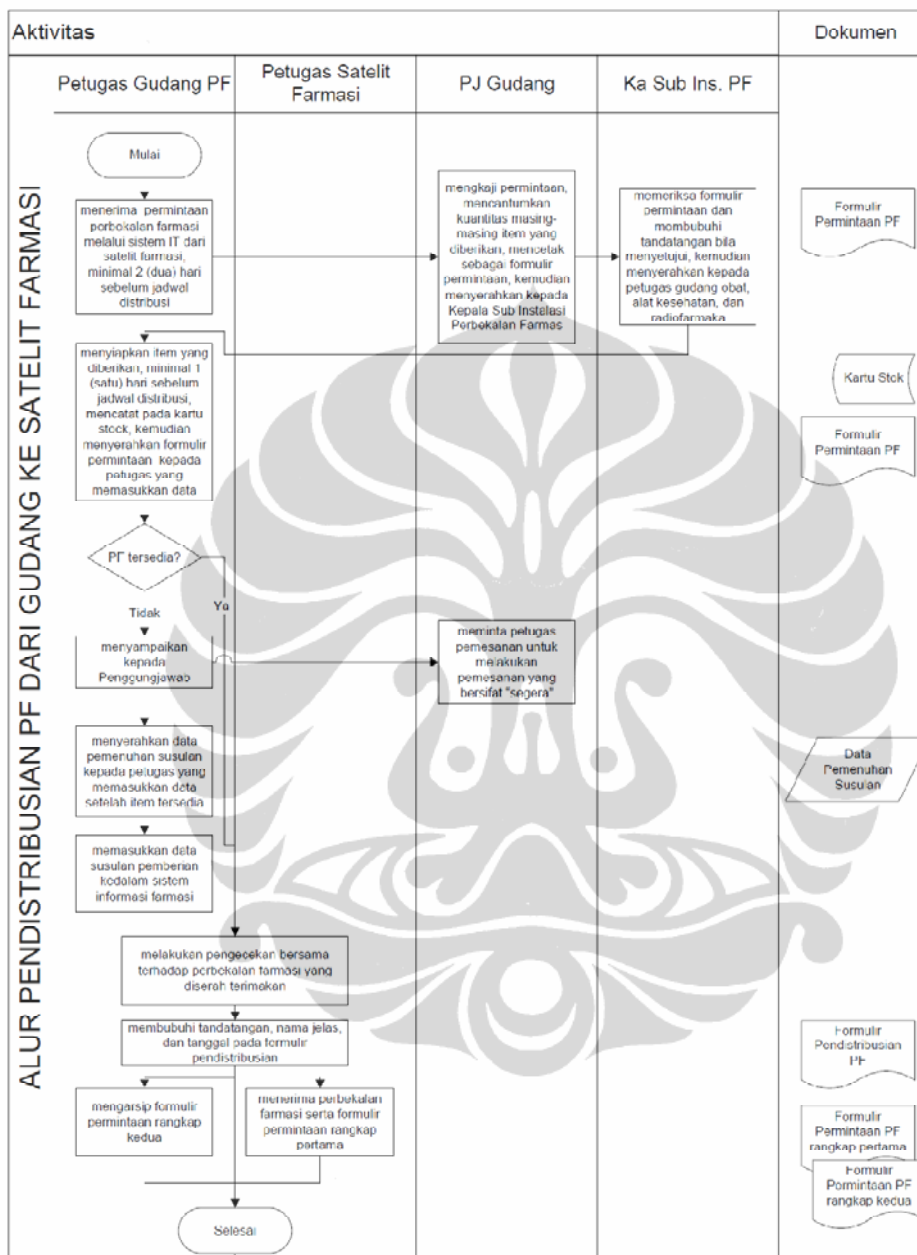 Aktivitas
Dokumen
ALUR PENDISTRIBUSIAN PF DARI GUDANG KE SATELIT FARMASI
Petugas Gudang PF
Petugas Satelit
Farmasi
PJ Gudang
Ka Sub Ins. PF
Mulai
menerima permintaan
perbekalan farmasi
melalui sistem IT dari
satelit farmasi,
minimal 2 (dua) hari
sebelum jadwal
distribusi
mengkaji permintaan,
mencantumkan
kuantitas masing-
masing item yang
diberikan, mencetak
sebagai formulir
permintaan, kemudian
menyerahkan kepada
Kepala Sub Instalasi
Perbekalan Farmas
memeriksa formulir
permintaan dan
membubuhi
tandatangan bila
menyetujui, kemudian
menyerahkan kepada
petugas gudang obat,
alat kesehatan, dan
radiofarmaka
Formulir
Permintaan PF
menyiapkan item yang
diberikan, minimal 1
(satu) hari sebelum
jadwal distribusi,
mencatat pada kartu
stock, kemudian
menyerahkan formulir
permintaan kepada
petugas yang
memasukkan data
Kartu Stok
Formulir
Permintaan PF
PF tersedia?
Tidak
Ya
menyampaikan
kepada
Penggungjawab
meminta petugas
pemesanan untuk
melakukan
pemesanan yang
bersifat "segera"
menyerahkan data
pemenuhan susulan
kepada petugas yang
memasukkan data
setelah item tersedia
Data
Pemenuhan
Susulan
memasukkan data
susulan pemberian
kedalam sistem
informasi farmasi
melakukan pengecekan bersama
terhadap perbekalan farmasi yang
diserah terimakan
membubuhi tandatangan, nama jelas,
dan tanggal pada formulir
pendistribusian
Formulir
Pendistribusian
PF
mengarsip formulir
permintaan rangkap
kedua
menerima perbekalan
farmasi serta formulir
permintaan rangkap
pertama
Formulir
Permintaan PF
rangkap pertama
Formulir
Permintaan PF
rangkap kedua
Selesai